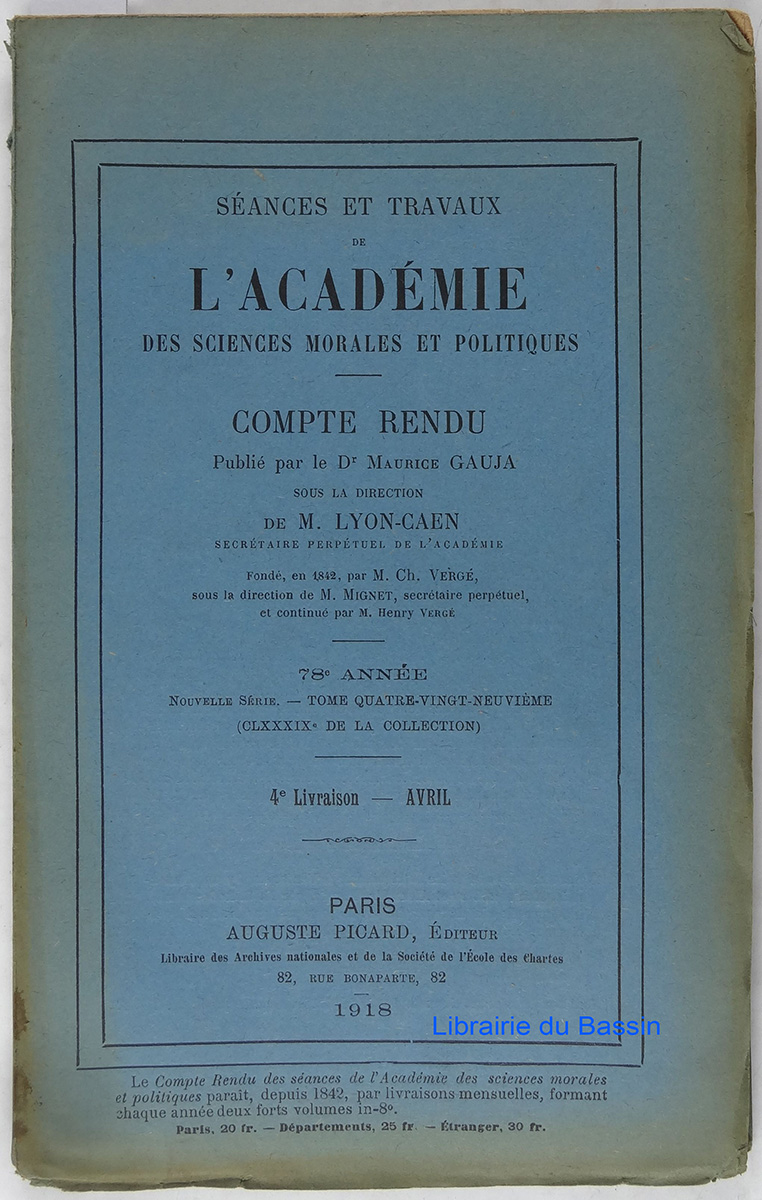 SÉANCES ET TRAVAUX
DE
L'ACADÉMIE
DES SCIENCES MORALES ET POLITIQUES
COMPTE RENDU
Publié par le Dr MAURICE GAUJA
SOUS LA DIRECTION
DE M. LYON-CAEN
SECRÉTAIRE PERPÉTUEL DE L'ACADÉMIE
Fondé, en 1842, par M. Ch. VERGÉ,
sous la direction de M. MIGNET, secrétaire perpétuel,
et continué par M. Henry VERGÉ
78e ANNÉE
NOUVELLE SÉRIE. — TOME QUATRE-VINGT-NEUVIÈME
(CLXXXIXe DE LA COLLECTION)
4e Livraison — AVRIL
PARIS
AUGUSTE PICARD, ÉDITEUR
Libraire des Archives nationales et de la Société de l'École des Chartes
82, RUE BONAPARTE, 82
1918
Librairie du Bassin
Le Compte Rendu des séances de l'Académie des sciences morales
et politiques paraît, depuis 1842, par livraisons mensuelles, formant
chaque année deux forts volumes in-8o.
Paris, 20 fr. — Départements, 25 fr. — Étranger, 30 fr.